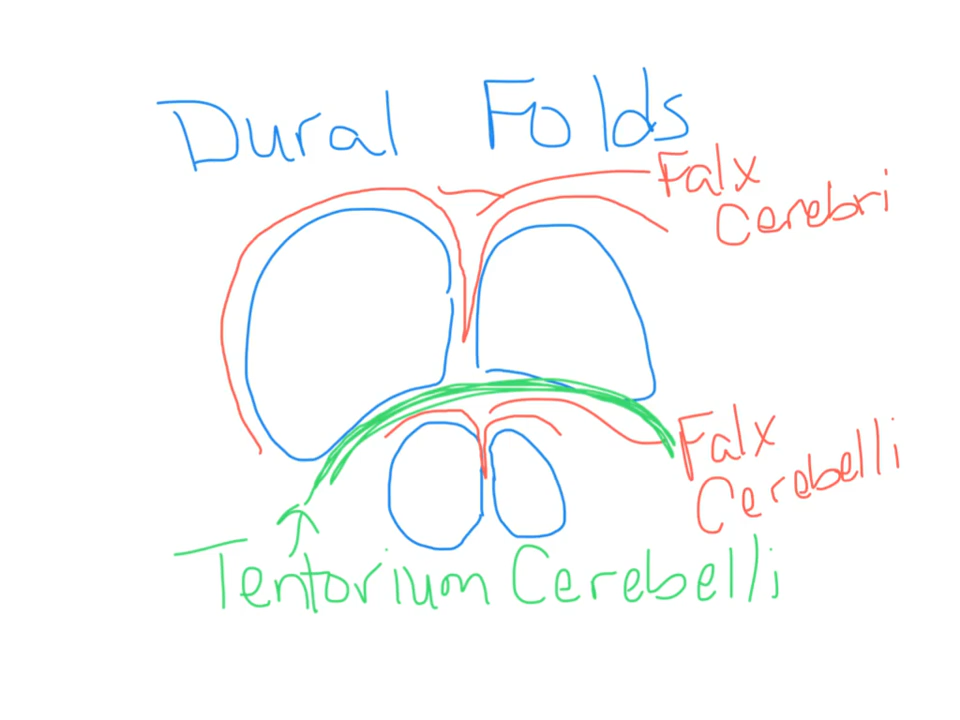 Dural Folds
Falx
Cerebri
Falx
Cerebelli
Tentorium Cerebelli